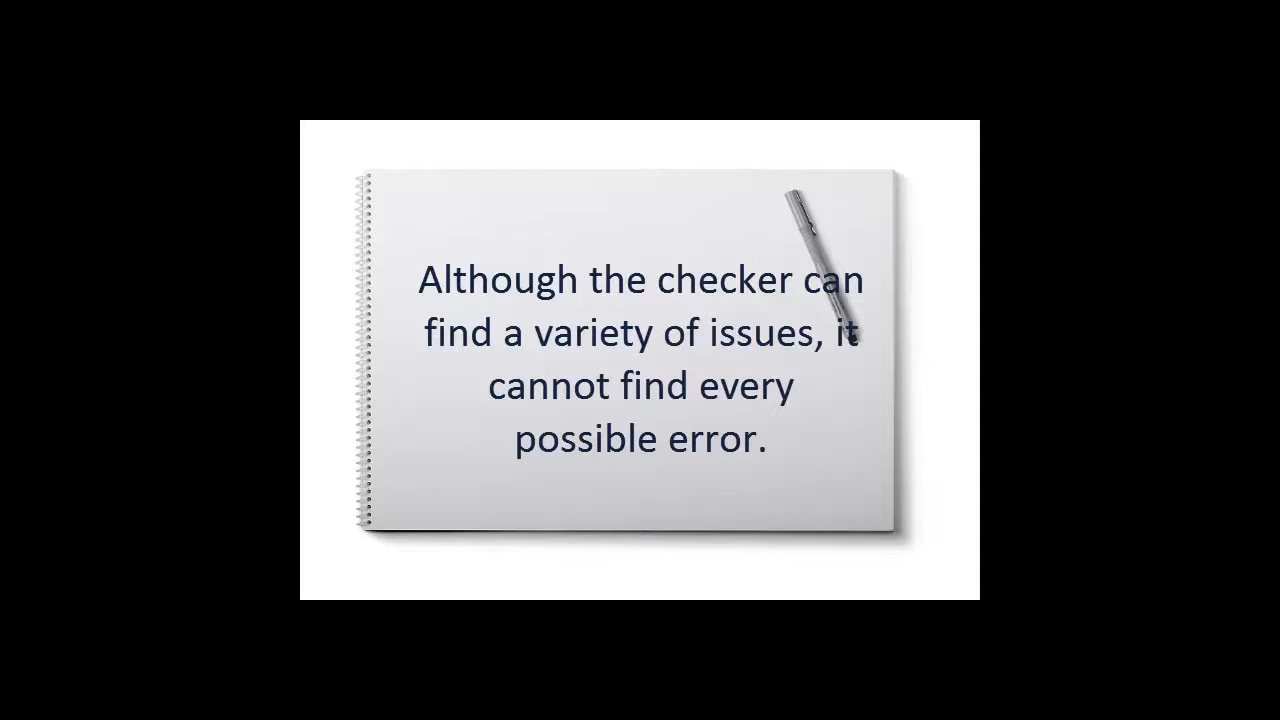 Although the checker can
find a variety of issues, it
cannot find every
possible error.